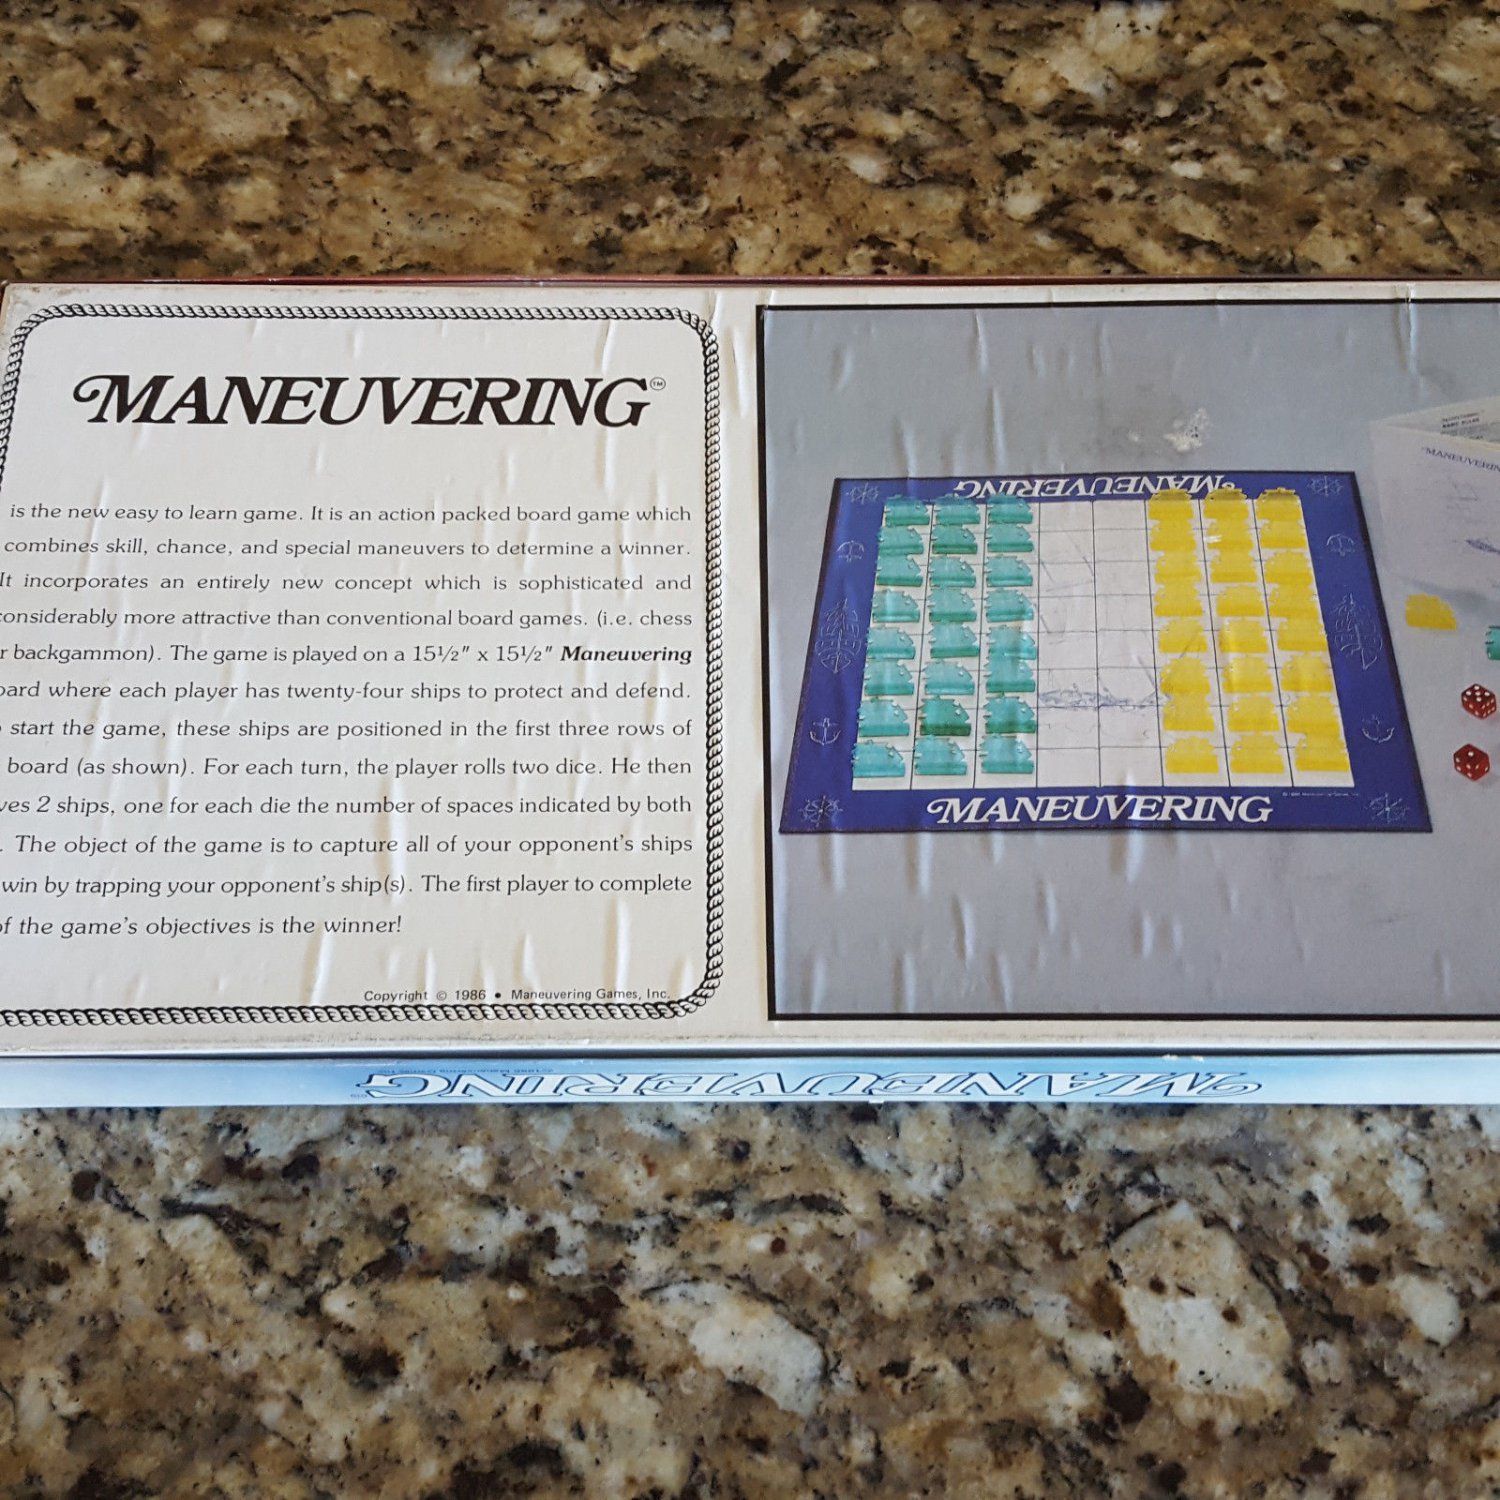 MANEUVERING™
is the new easy to learn game. It is an action packed board game which
combines skill, chance, and special maneuvers to determine a winner.
It incorporates an entirely new concept which is sophisticated and
considerably more attractive than conventional board games. (i.e. chess
r backgammon). The game is played on a 15½" x 15½" Maneuvering
oard where each player has twenty-four ships to protect and defend.
start the game, these ships are positioned in the first three rows of
board (as shown). For each turn, the player rolls two dice. He then
ves 2 ships, one for each die the number of spaces indicated by both
. The object of the game is to capture all of your opponent's ships
win by trapping your opponent's ship(s). The first player to complete
of the game's objectives is the winner!
Copyright © 1986 • Maneuvering Games, Inc.
MANEUVERING
MANEUVERING
MANEUVERING
MANEUVERING